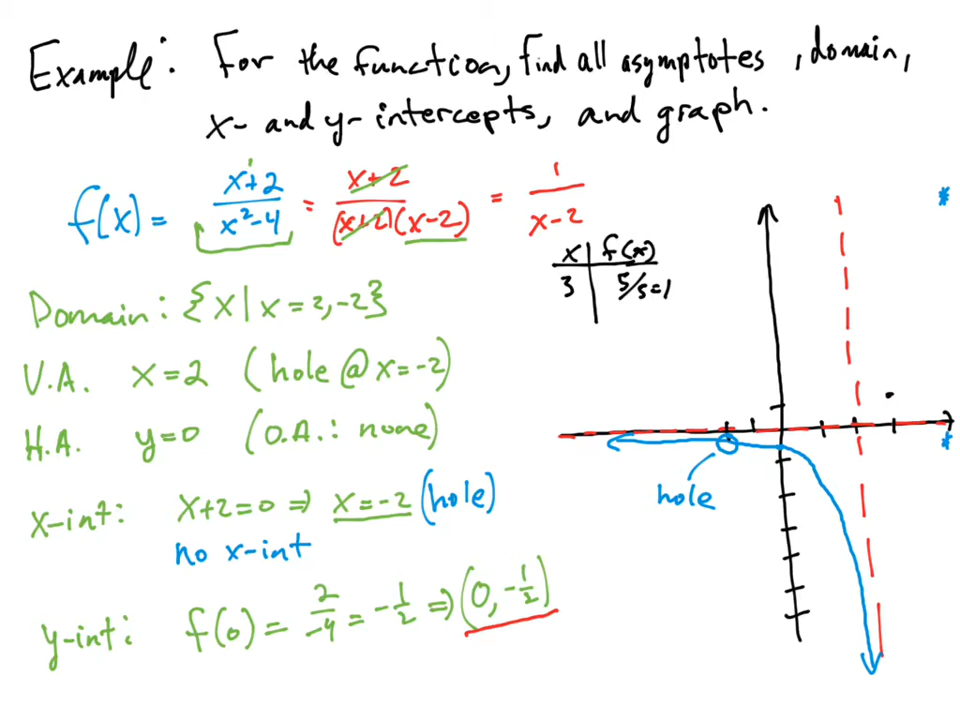 Example: For the function, find all asymptotes, domain,
x- and y-intercepts, and graph.
f(x) = x+2 / x²-4 = x+2 / (x+2)(x-2) = 1 / x-2
x | f(x)
3 | 5/5=1
Domain: {x | x = 2, -2}
V.A. x=2 (hole @ x=-2)
H.A. y=0 (O.A.: none)
x-int: x+2=0 ⇒ x=-2 (hole)
no x-int
hole
y-int: f(0) = 2/-4 = -1/2 ⇒ (0, -1/2)